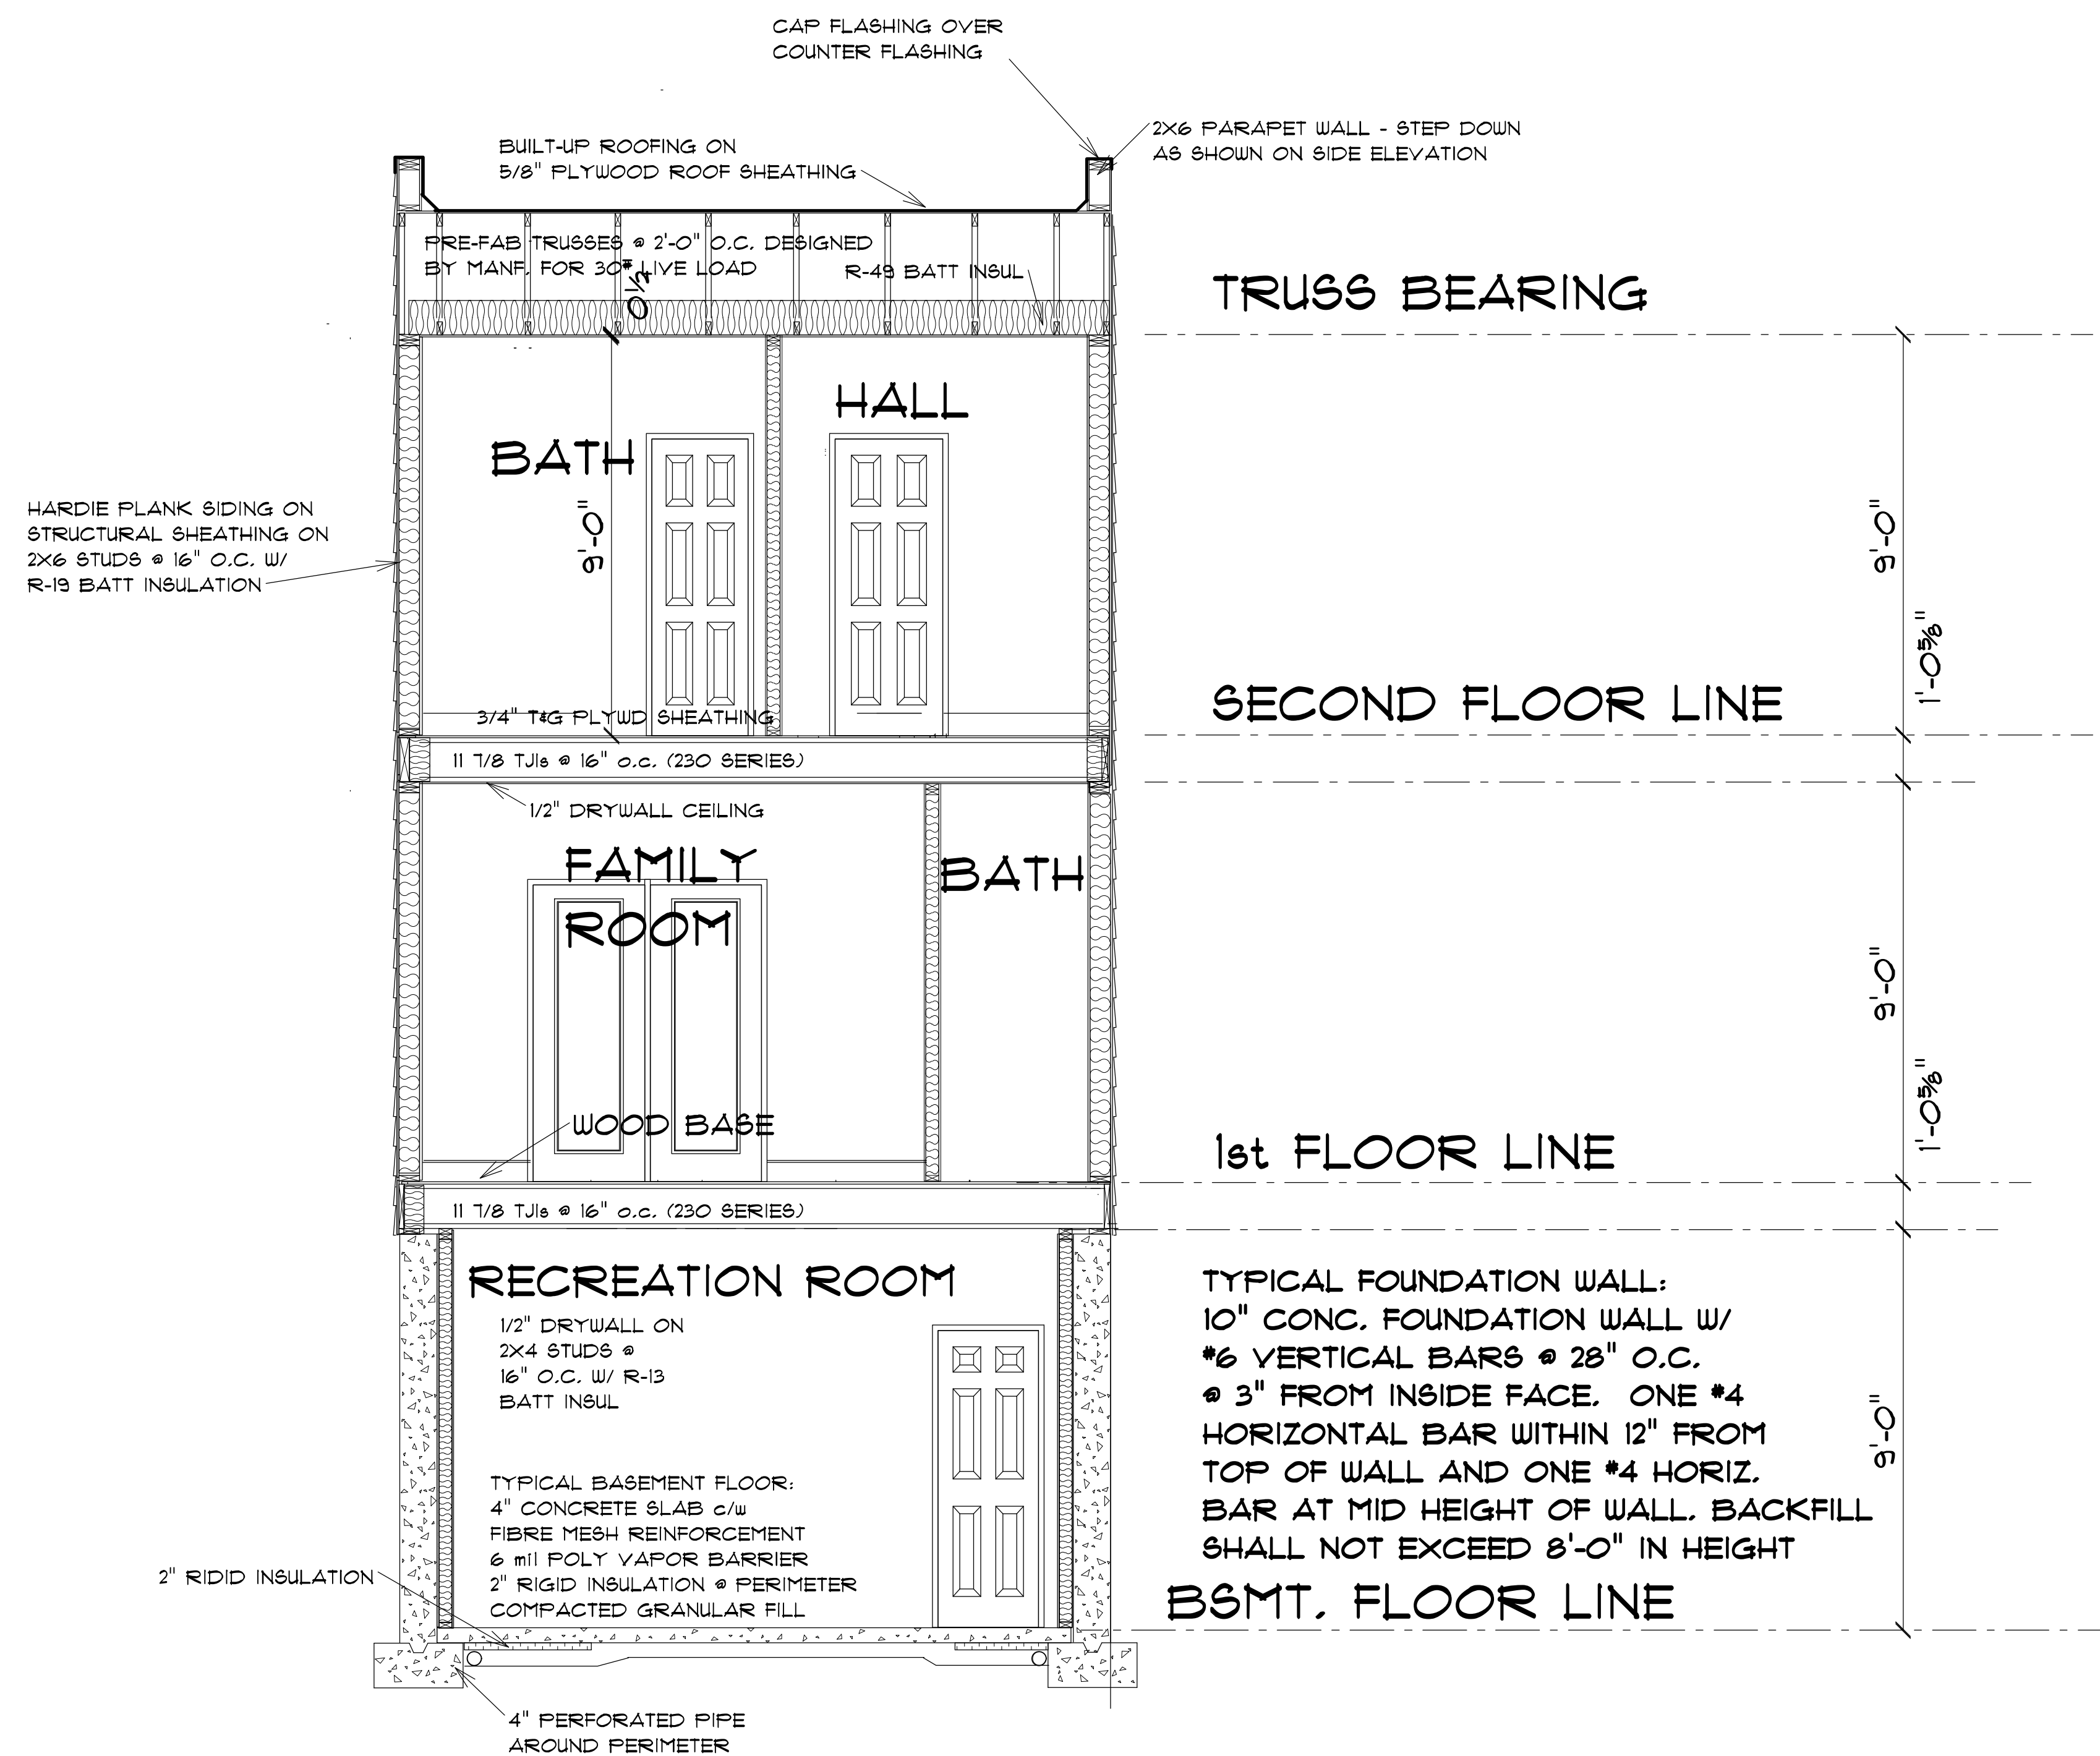 CAP FLASHING OVER
COUNTER FLASHING
2X6 PARAPET WALL - STEP DOWN
AS SHOWN ON SIDE ELEVATION
BUILT-UP ROOFING ON
5/8" PLYWOOD ROOF SHEATHING
PRE-FAB TRUSSES @ 2'-0" O.C. DESIGNED
BY MANF. FOR 30# LIVE LOAD
R-49 BATT INSUL
0½
TRUSS BEARING
HALL
BATH
9'-0"
9'-0"
HARDIE PLANK SIDING ON
STRUCTURAL SHEATHING ON
2X6 STUDS @ 16" O.C. W/
R-19 BATT INSULATION
1'-0⅝"
SECOND FLOOR LINE
3/4" T&G PLYWD SHEATHING
11 7/8 TJIs @ 16" o.c. (230 SERIES)
1/2" DRYWALL CEILING
FAMILY
ROOM
BATH
9'-0"
1'-0⅝"
WOOD BASE
1st FLOOR LINE
11 7/8 TJIs @ 16" o.c. (230 SERIES)
RECREATION ROOM
1/2" DRYWALL ON
2X4 STUDS @
16" O.C. W/ R-13
BATT INSUL
TYPICAL FOUNDATION WALL:
10" CONC. FOUNDATION WALL W/
#6 VERTICAL BARS @ 28" O.C.
@ 3" FROM INSIDE FACE. ONE #4
HORIZONTAL BAR WITHIN 12" FROM
TOP OF WALL AND ONE #4 HORIZ.
BAR AT MID HEIGHT OF WALL. BACKFILL
SHALL NOT EXCEED 8'-0" IN HEIGHT
9'-0"
TYPICAL BASEMENT FLOOR:
4" CONCRETE SLAB c/w
FIBRE MESH REINFORCEMENT
6 mil POLY VAPOR BARRIER
2" RIGID INSULATION @ PERIMETER
COMPACTED GRANULAR FILL
2" RIDID INSULATION
BSMT. FLOOR LINE
4" PERFORATED PIPE
AROUND PERIMETER